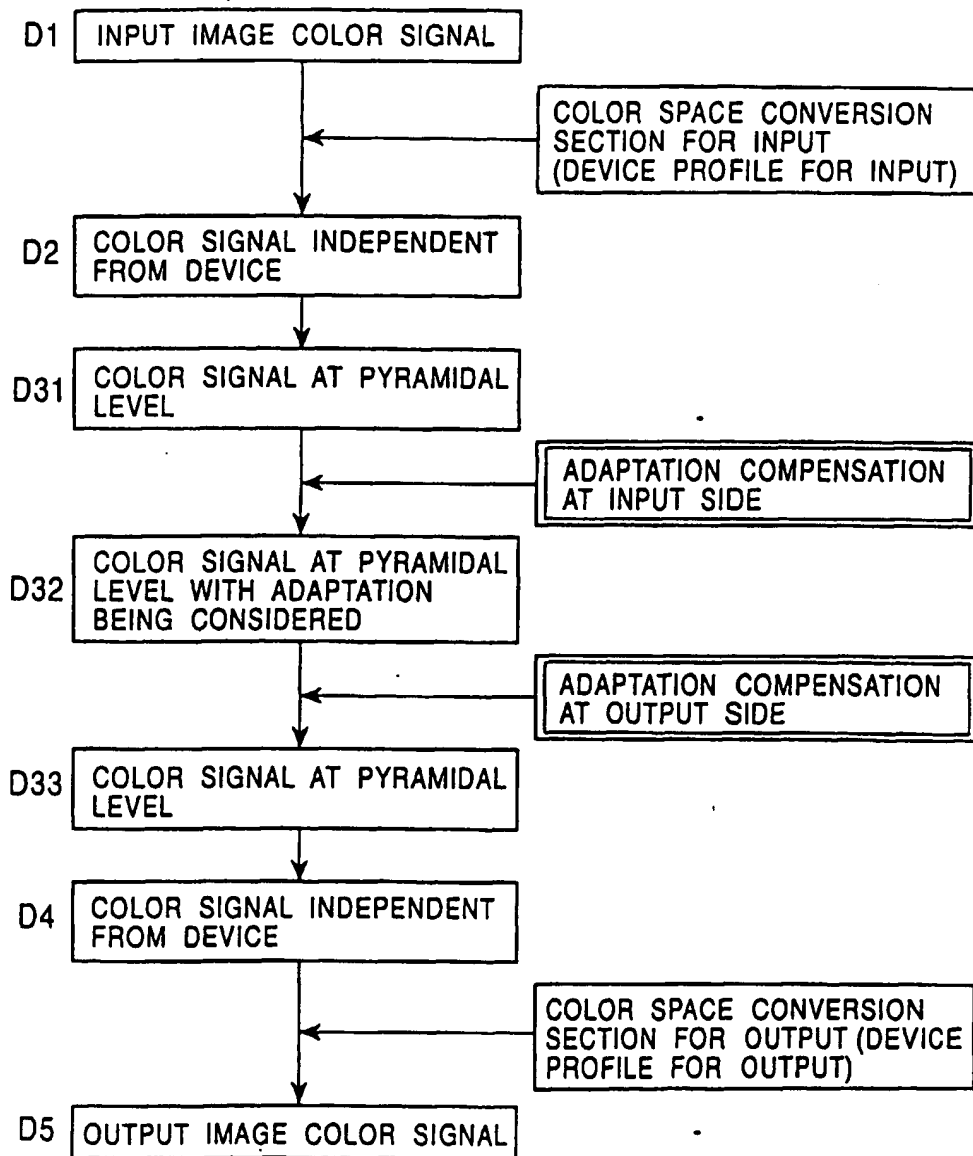 D1 INPUT IMAGE COLOR SIGNAL
COLOR SPACE CONVERSION
SECTION FOR INPUT
(DEVICE PROFILE FOR INPUT)
D2 COLOR SIGNAL INDEPENDENT
FROM DEVICE
D31 COLOR SIGNAL AT PYRAMIDAL
LEVEL
ADAPTATION COMPENSATION
AT INPUT SIDE
D32 COLOR SIGNAL AT PYRAMIDAL
LEVEL WITH ADAPTATION
BEING CONSIDERED
ADAPTATION COMPENSATION
AT OUTPUT SIDE
D33 COLOR SIGNAL AT PYRAMIDAL
LEVEL
D4 COLOR SIGNAL INDEPENDENT
FROM DEVICE
COLOR SPACE CONVERSION
SECTION FOR OUTPUT (DEVICE
PROFILE FOR OUTPUT)
D5 OUTPUT IMAGE COLOR SIGNAL